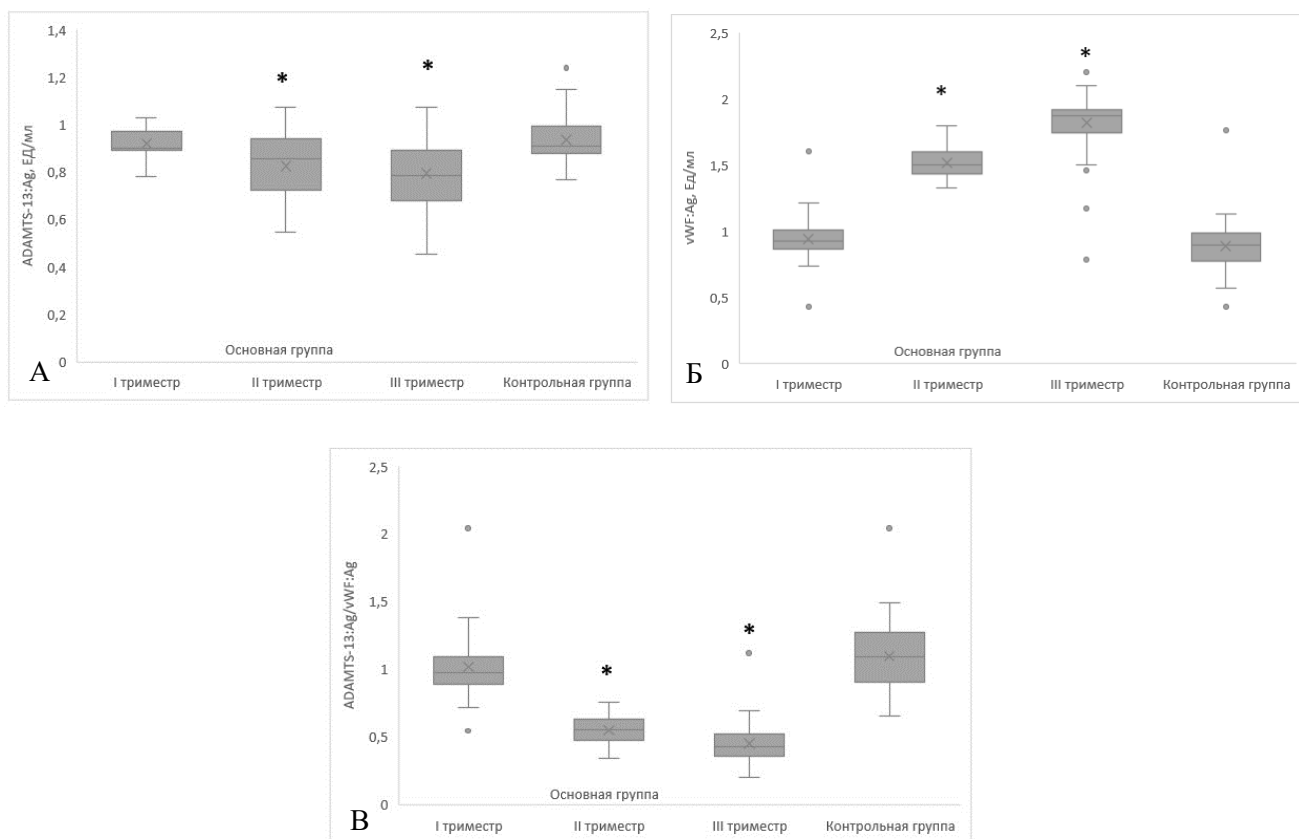 1,4
1,2
1
0,8
0,6
0,4
0,2
0
ADAMTS-13:Ag, ЕД/мл
*
*
Основная группа
I триместр II триместр III триместр Контрольная группа
А
2,5
2
1,5
1
0,5
0
vWF:Ag, Ед/мл
*
*
Основная группа
I триместр II триместр III триместр Контрольная группа
Б
2,5
2
1,5
1
0,5
0
ADAMTS-13:Ag/vWF:Ag
*
*
Основная группа
I триместр II триместр III триместр Контрольная группа
В